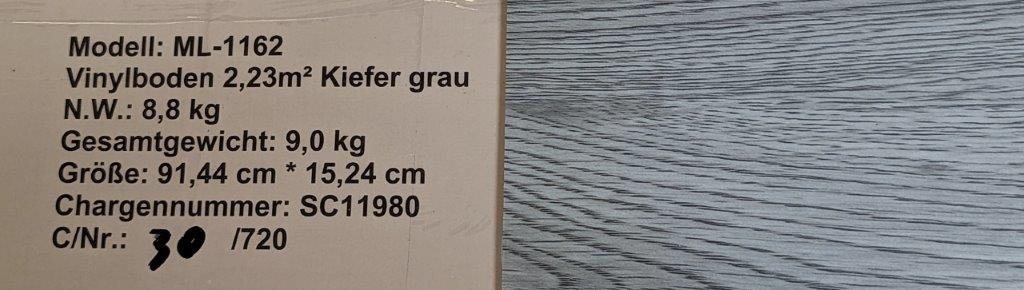 Modell: ML-1162
Vinylboden 2,23m² Kiefer grau
N.W.: 8,8 kg
Gesamtgewicht: 9,0 kg
Größe: 91,44 cm * 15,24 cm
Chargennummer: SC11980
C/Nr.: 30 /720